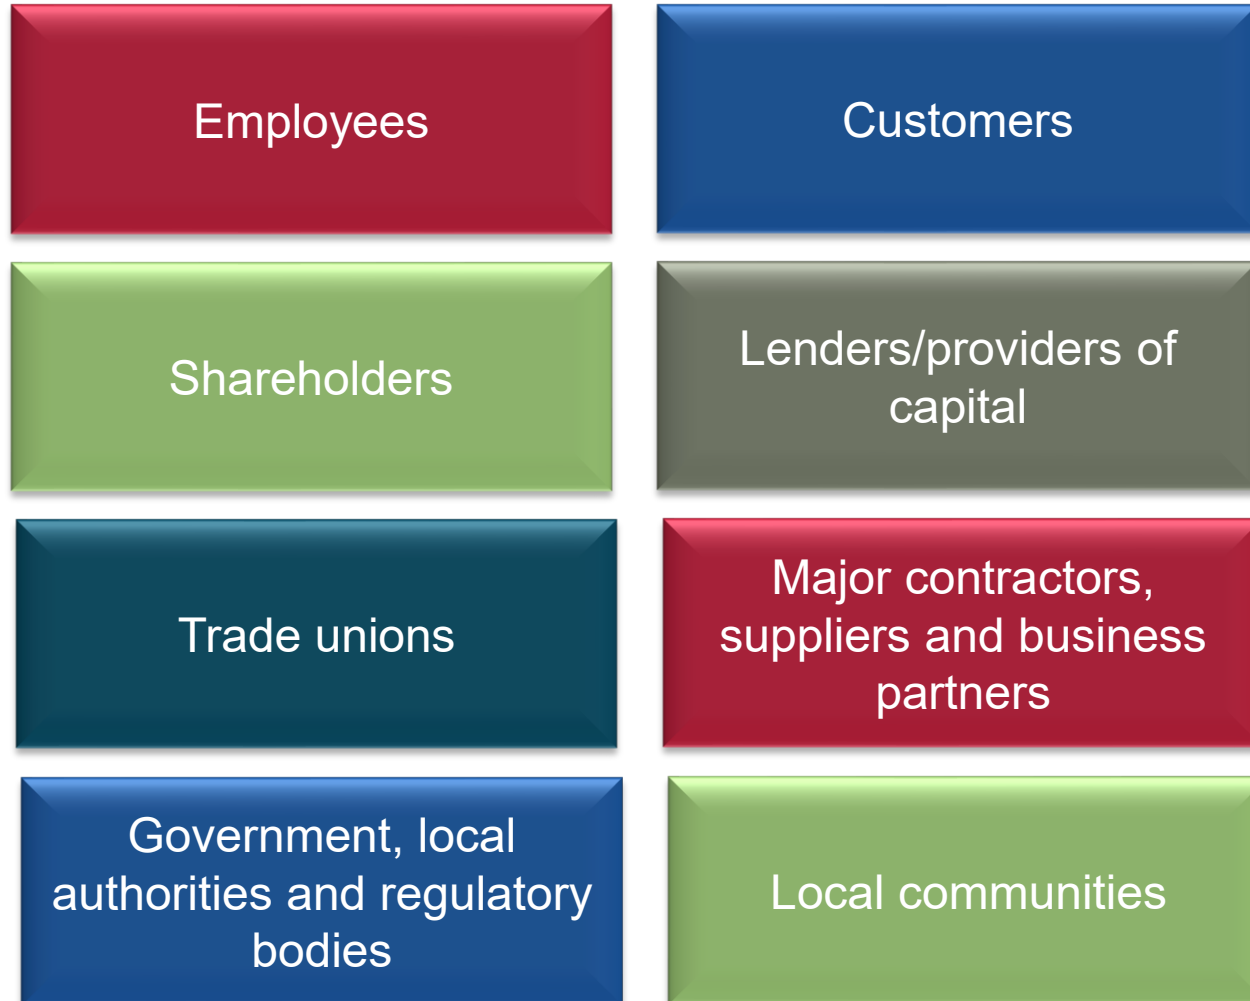 Employees
Customers
Shareholders
Lenders/providers of
capital
Trade unions
Major contractors,
suppliers and business
partners
Government, local
authorities and regulatory
bodies
Local communities